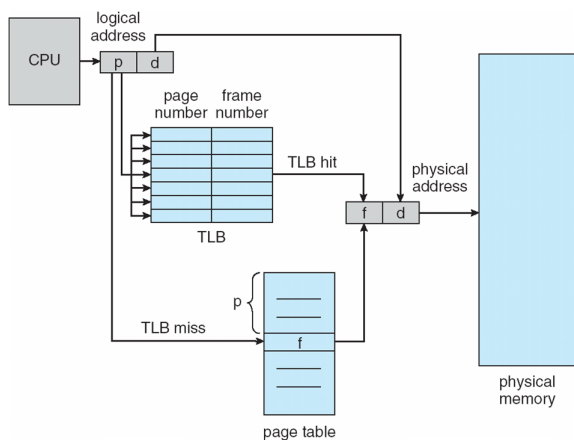 logical
address
CPU
p
d
page
number
frame
number
TLB hit
physical
address
f
d
TLB
p
TLB miss
f
page table
physical
memory